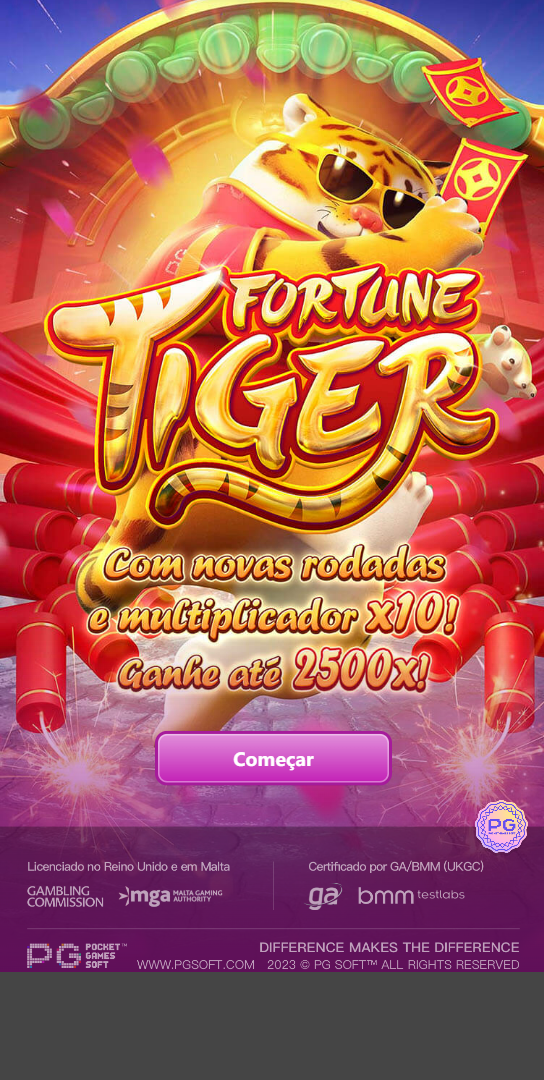 FORTUNE
TIGER
Com novas rodadas
e multiplicador x10!
Ganhe até 2500x!
Começar
PG
Licenciado no Reino Unido e em Malta
Certificado por GA/BMM (UKGC)
GAMBLING
COMMISSION
mga MALTA GAMING
AUTHORITY
ga
bmm testlabs
PG POCKET™
GAMES
SOFT
DIFFERENCE MAKES THE DIFFERENCE
WWW.PGSOFT.COM 2023 © PG SOFT™ ALL RIGHTS RESERVED